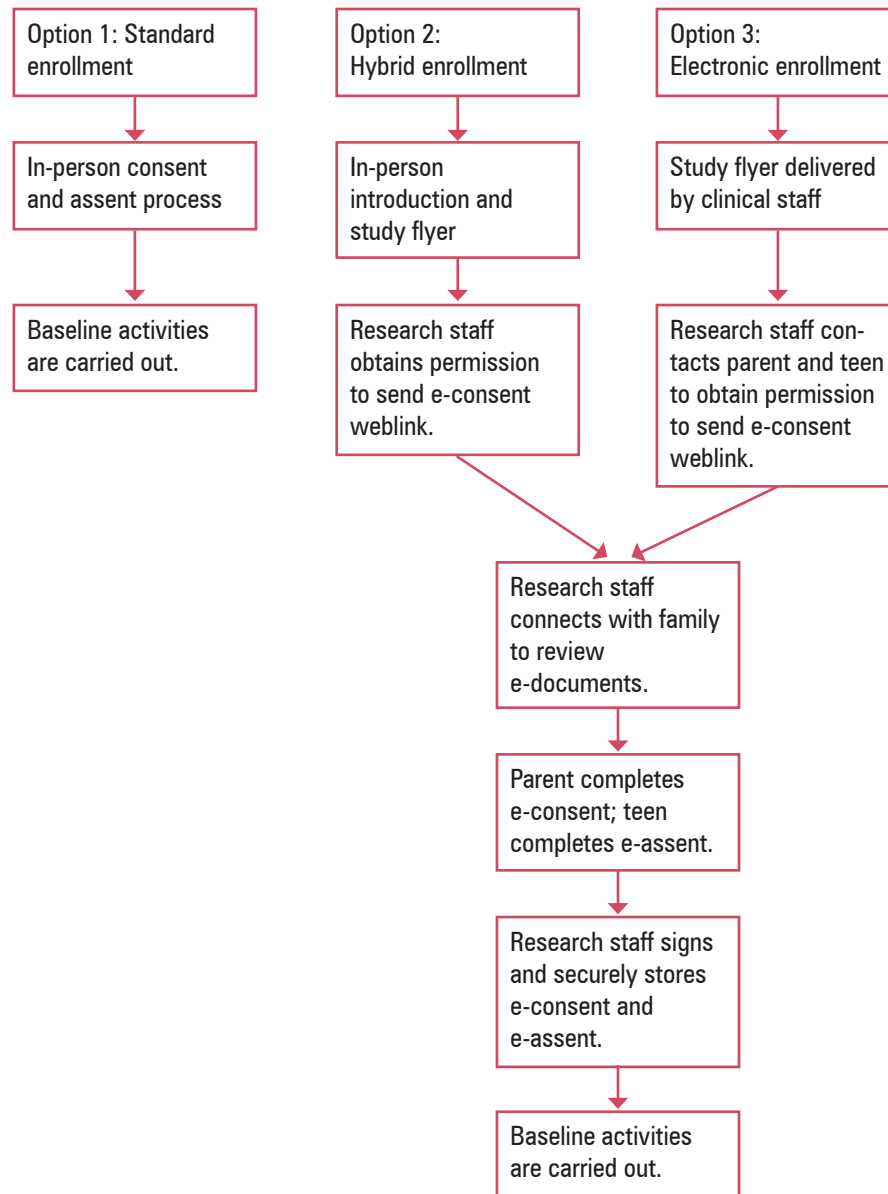 Option 1: Standard
enrollment
In-person consent
and assent process
Baseline activities
are carried out.
Option 2:
Hybrid enrollment
In-person
introduction and
study flyer
Research staff
obtains permission
to send e-consent
weblink.
Option 3:
Electronic enrollment
Study flyer delivered
by clinical staff
Research staff con-
tacts parent and teen
to obtain permission
to send e-consent
weblink.
Research staff
connects with family
to review
e-documents.
Parent completes
e-consent; teen
completes e-assent.
Research staff signs
and securely stores
e-consent and
e-assent.
Baseline activities
are carried out.